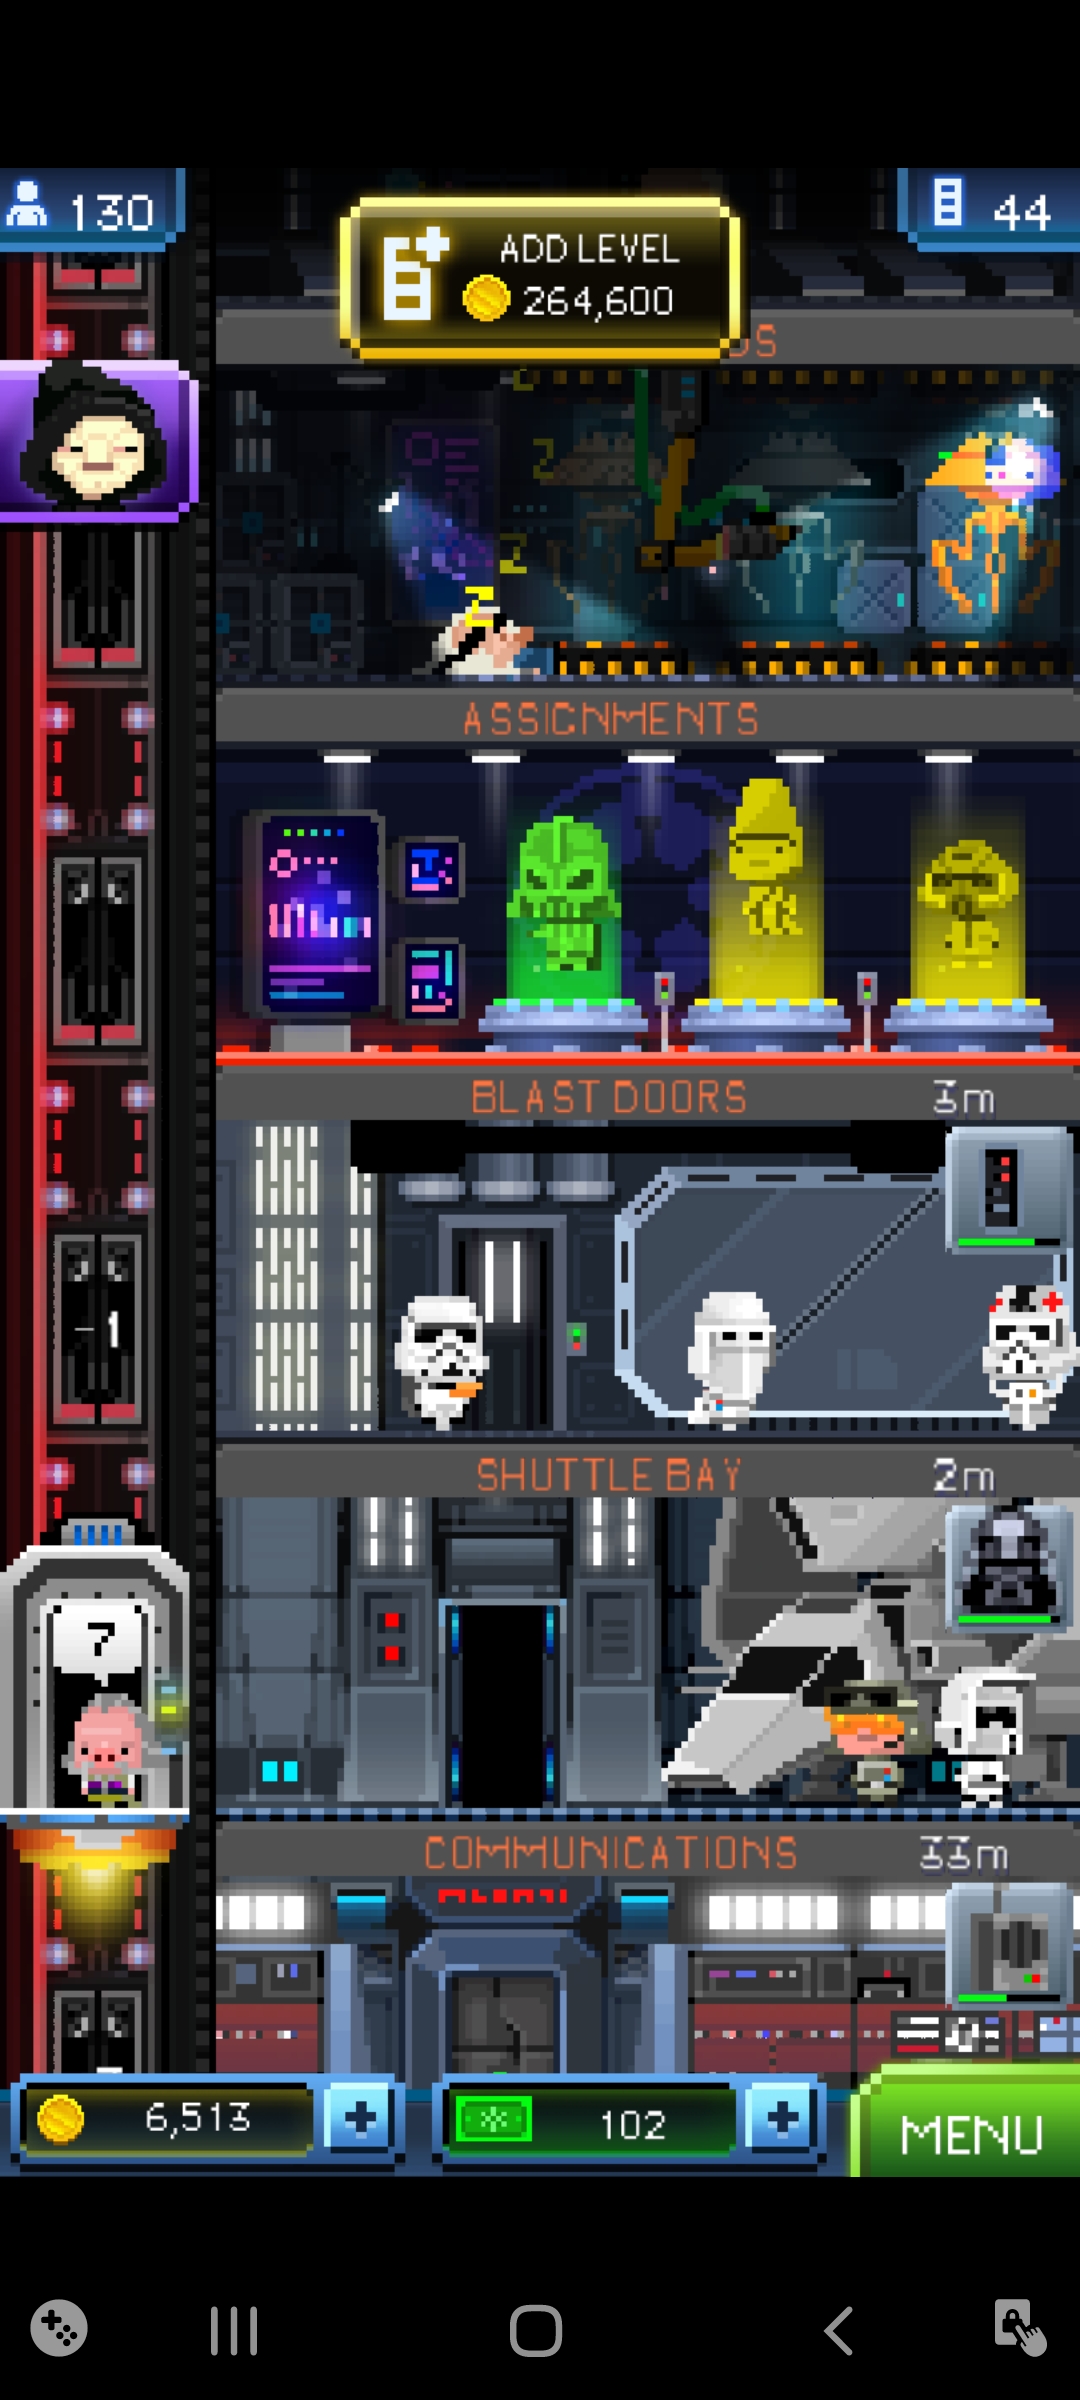 130
44
ADD LEVEL
264,600
Z
Z
Z
Z
ASSIGNMENTS
BLAST DOORS 3m
-1
SHUTTLE BAY 2m
7
COMMUNICATIONS 33m
6,513
102
MENU